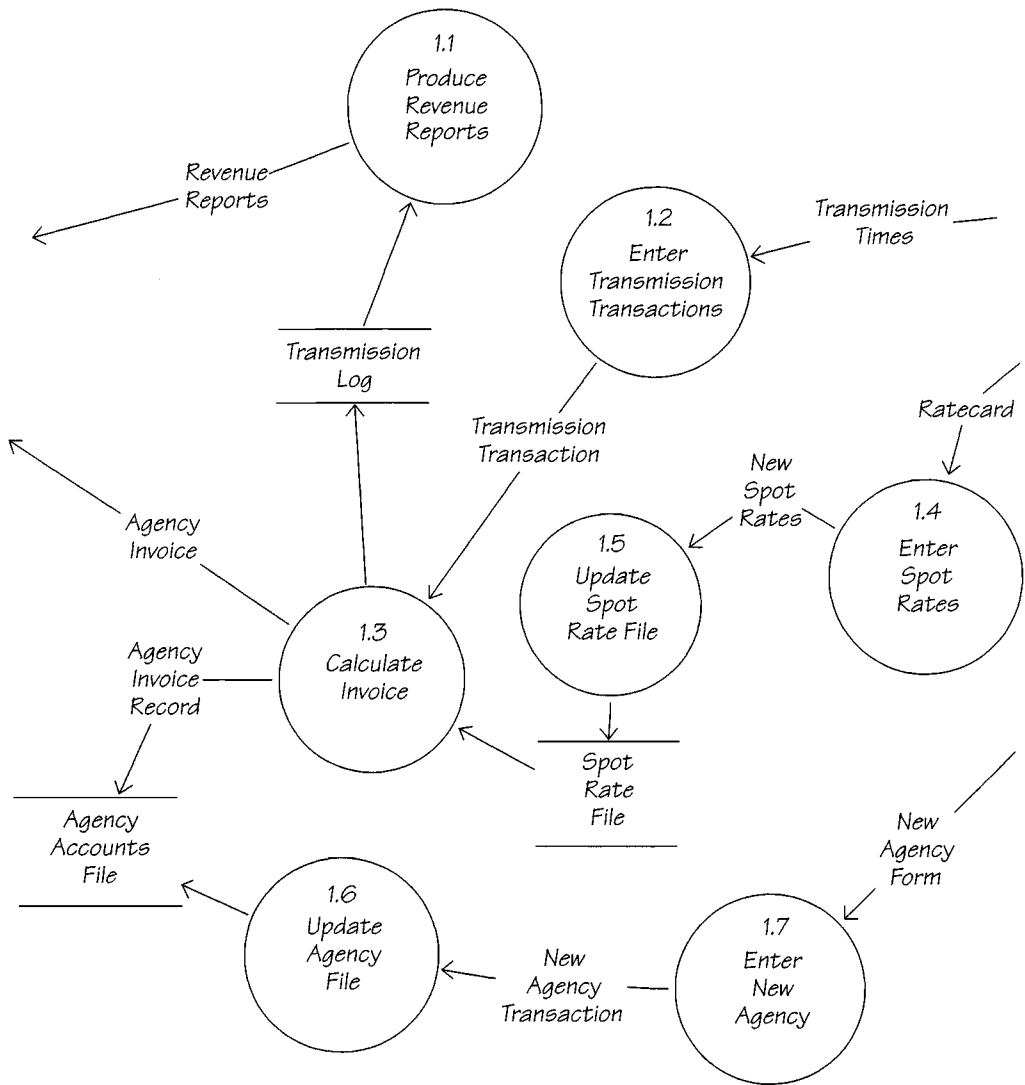 1.1
Produce
Revenue
Reports
Revenue
Reports
1.2
Enter
Transmission
Transactions
Transmission
Times
Transmission
Log
Ratecard
Transmission
Transaction
New
Spot
Rates
1.4
Enter
Spot
Rates
Agency
Invoice
1.5
Update
Spot
Rate File
1.3
Calculate
Invoice
Agency
Invoice
Record
Spot
Rate
File
Agency
Accounts
File
New
Agency
Form
1.6
Update
Agency
File
1.7
Enter
New
Agency
New
Agency
Transaction